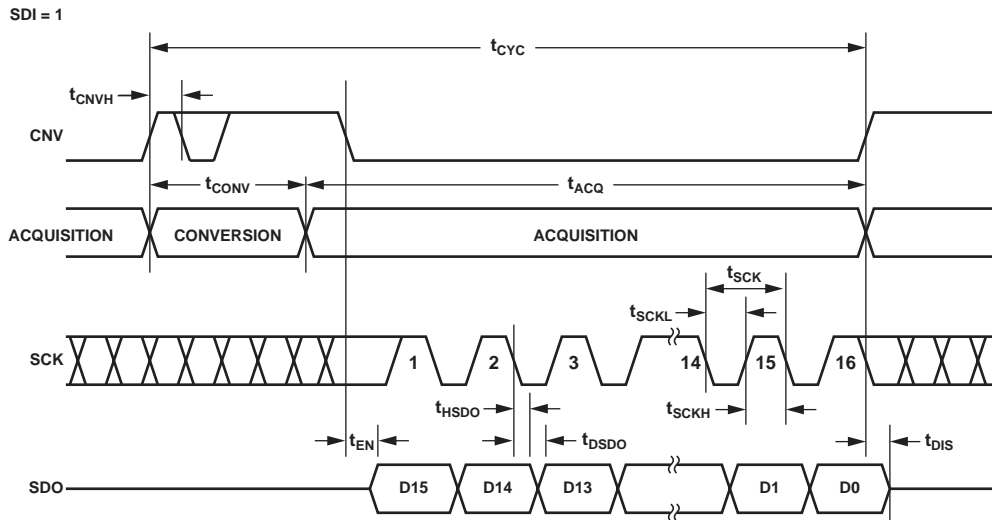 SDI = 1
tCYC
tCNVH
CNV
tCONV tACQ
ACQUISITION CONVERSION ACQUISITION
tSCK
tSCKL
SCK 1 2 3 14 15 16
tHSDO tSCKH
tEN tDSDO tDIS
SDO D15 D14 D13 D1 D0